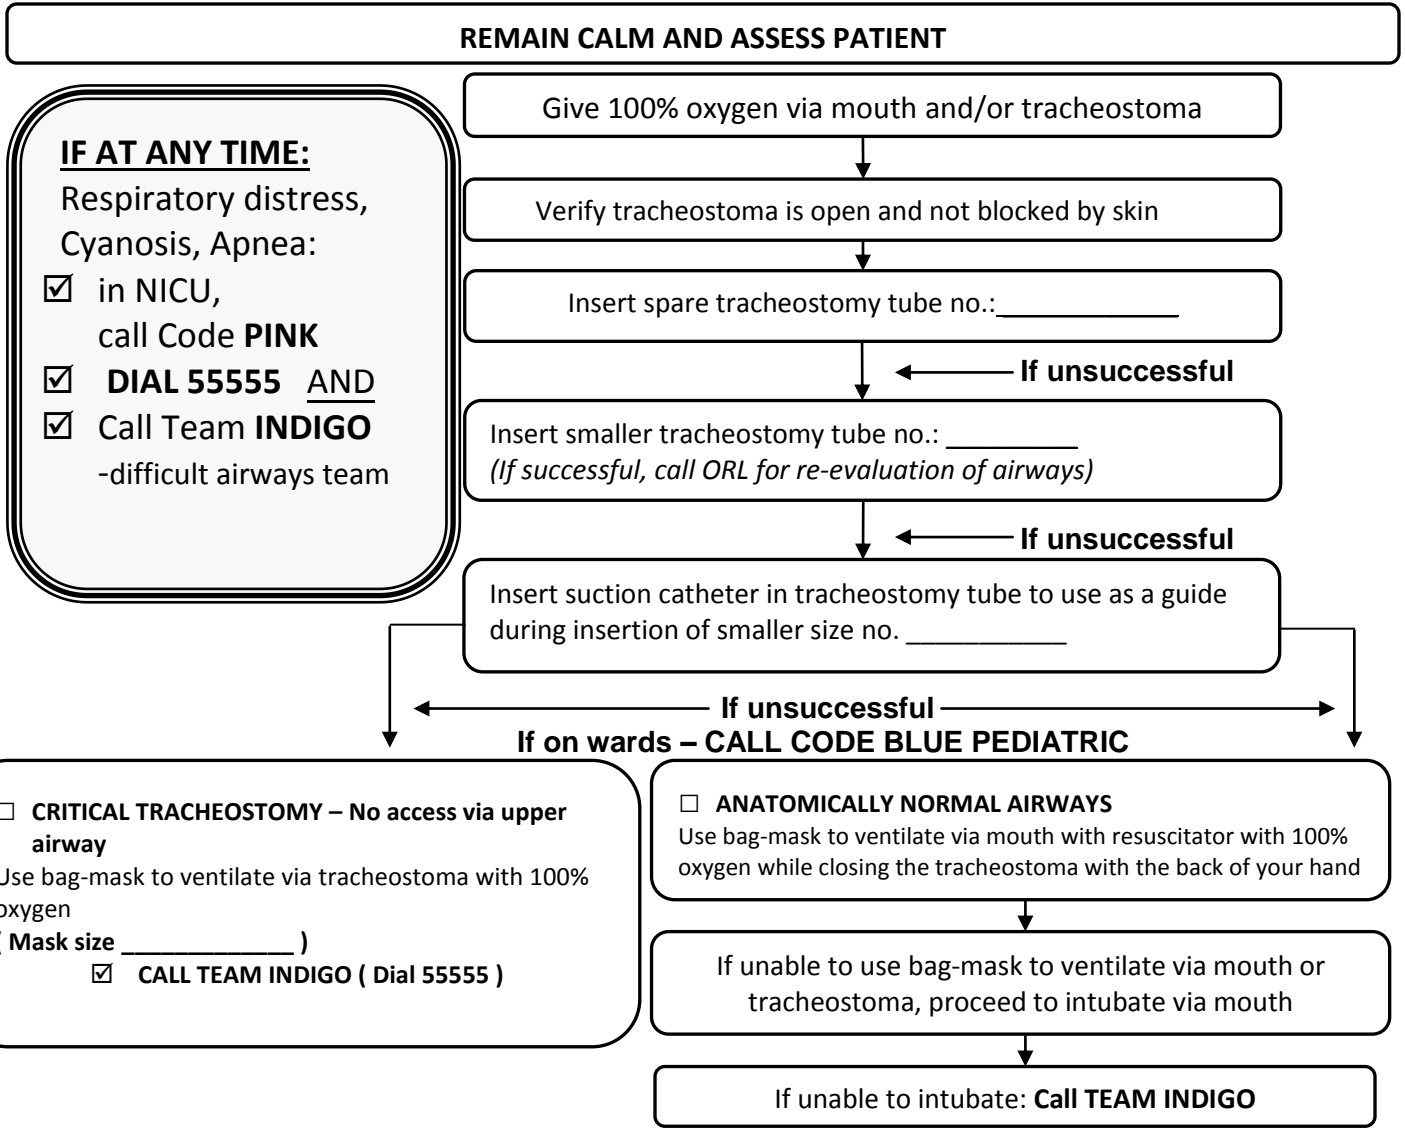 REMAIN CALM AND ASSESS PATIENT
IF AT ANY TIME:
Respiratory distress,
Cyanosis, Apnea:
☑ in NICU,
call Code PINK
☑ DIAL 55555 AND
☑ Call Team INDIGO
-difficult airways team
Give 100% oxygen via mouth and/or tracheostoma
Verify tracheostoma is open and not blocked by skin
Insert spare tracheostomy tube no.:____________
If unsuccessful
Insert smaller tracheostomy tube no.: _________
(If successful, call ORL for re-evaluation of airways)
If unsuccessful
Insert suction catheter in tracheostomy tube to use as a guide
during insertion of smaller size no. ___________
If unsuccessful
If on wards – CALL CODE BLUE PEDIATRIC
☐ CRITICAL TRACHEOSTOMY – No access via upper
airway
Use bag-mask to ventilate via tracheostoma with 100%
oxygen
( Mask size _____________ )
☑ CALL TEAM INDIGO ( Dial 55555 )
☐ ANATOMICALLY NORMAL AIRWAYS
Use bag-mask to ventilate via mouth with resuscitator with 100%
oxygen while closing the tracheostoma with the back of your hand
If unable to use bag-mask to ventilate via mouth or
tracheostoma, proceed to intubate via mouth
If unable to intubate: Call TEAM INDIGO